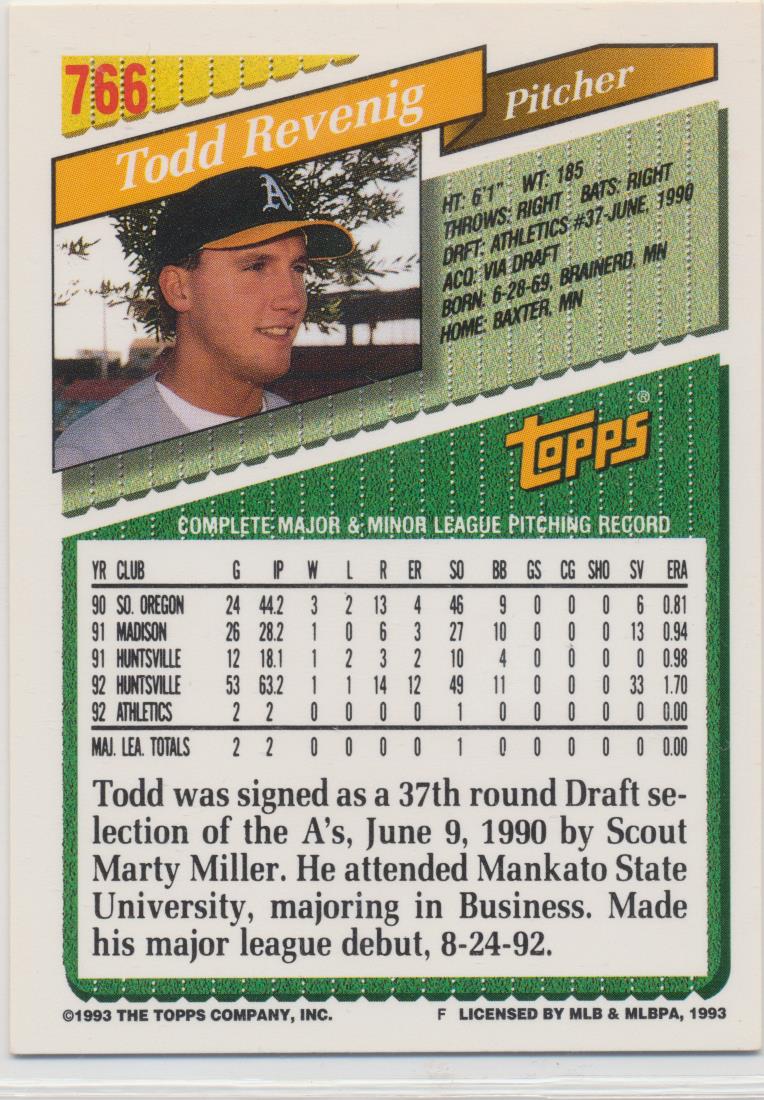 766
Todd Revenig
Pitcher
A's
HT: 6'1" WT: 185
THROWS: RIGHT BATS: RIGHT
DRFT: ATHLETICS #37-JUNE, 1990
ACQ: VIA DRAFT
BORN: 6-28-69, BRAINERD, MN
HOME: BAXTER, MN
TOPPS®
COMPLETE MAJOR & MINOR LEAGUE PITCHING RECORD
YR CLUB G IP W L R ER SO BB GS CG SHO SV ERA
90 SO. OREGON 24 44.2 3 2 13 4 46 9 0 0 0 6 0.81
91 MADISON 26 28.2 1 0 6 3 27 10 0 0 0 13 0.94
91 HUNTSVILLE 12 18.1 1 2 3 2 10 4 0 0 0 0 0.98
92 HUNTSVILLE 53 63.2 1 1 14 12 49 11 0 0 0 33 1.70
92 ATHLETICS 2 2 0 0 0 0 1 0 0 0 0 0 0.00
MAJ. LEA. TOTALS 2 2 0 0 0 0 1 0 0 0 0 0 0.00
Todd was signed as a 37th round Draft se-
lection of the A's, June 9, 1990 by Scout
Marty Miller. He attended Mankato State
University, majoring in Business. Made
his major league debut, 8-24-92.
©1993 THE TOPPS COMPANY, INC. F LICENSED BY MLB & MLBPA, 1993